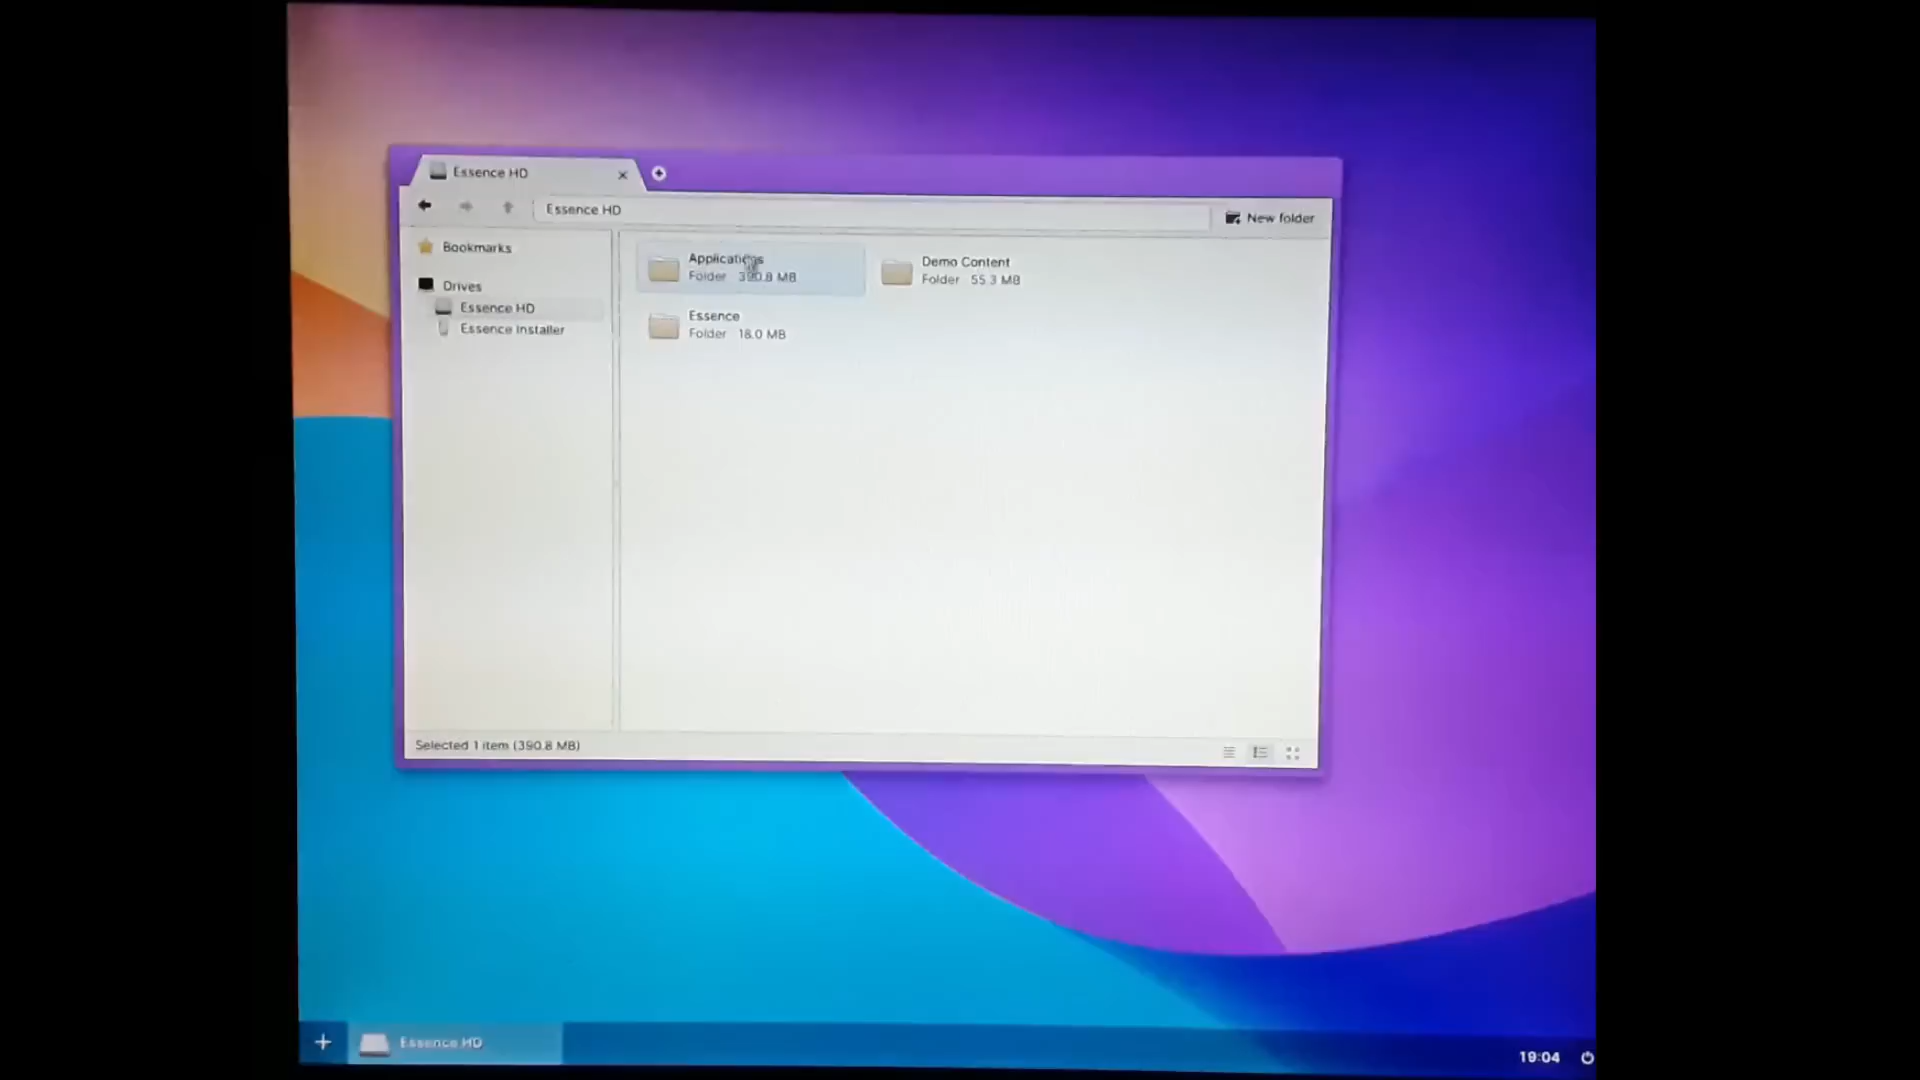 Essence HD
Essence HD
New folder
Bookmarks
Drives
Essence HD
Essence Installer
Applications
Folder 390.8 MB
Demo Content
Folder 55.3 MB
Essence
Folder 18.0 MB
Selected 1 item (390.8 MB)
Essence HD
19:04